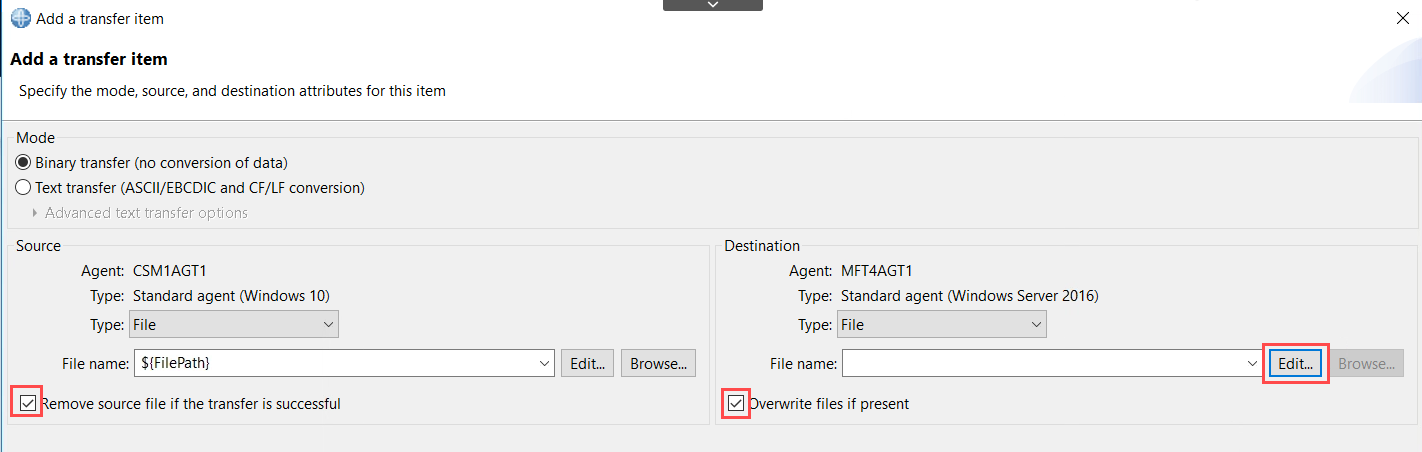 Add a transfer item
Add a transfer item
Specify the mode, source, and destination attributes for this item
Mode
Binary transfer (no conversion of data)
Text transfer (ASCII/EBCDIC and CF/LF conversion)
Advanced text transfer options
Source
Agent: CSM1AGT1
Type: Standard agent (Windows 10)
Type: File
File name: ${FilePath} Edit... Browse...
Remove source file if the transfer is successful
Destination
Agent: MFT4AGT1
Type: Standard agent (Windows Server 2016)
Type: File
File name: Edit... Browse...
Overwrite files if present